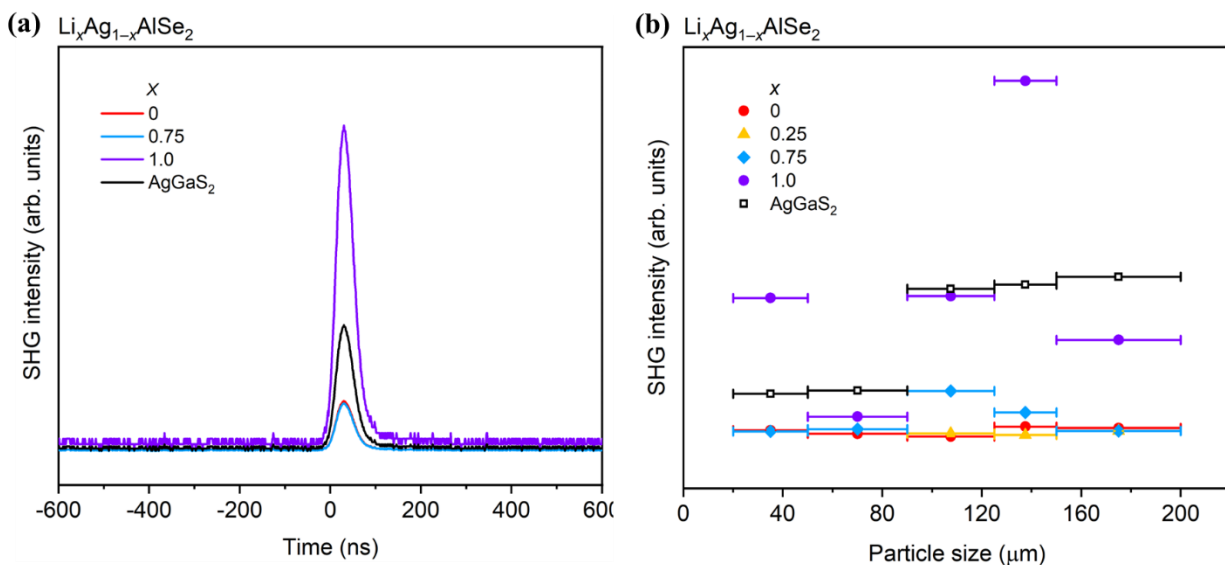 (a) LiₓAg₁₋ₓAlSe₂
SHG intensity (arb. units)
x
0
0.75
1.0
AgGaS₂
-600 -400 -200 0 200 400 600
Time (ns)
(b) LiₓAg₁₋ₓAlSe₂
SHG intensity (arb. units)
x
0
0.25
0.75
1.0
AgGaS₂
0 40 80 120 160 200
Particle size (μm)